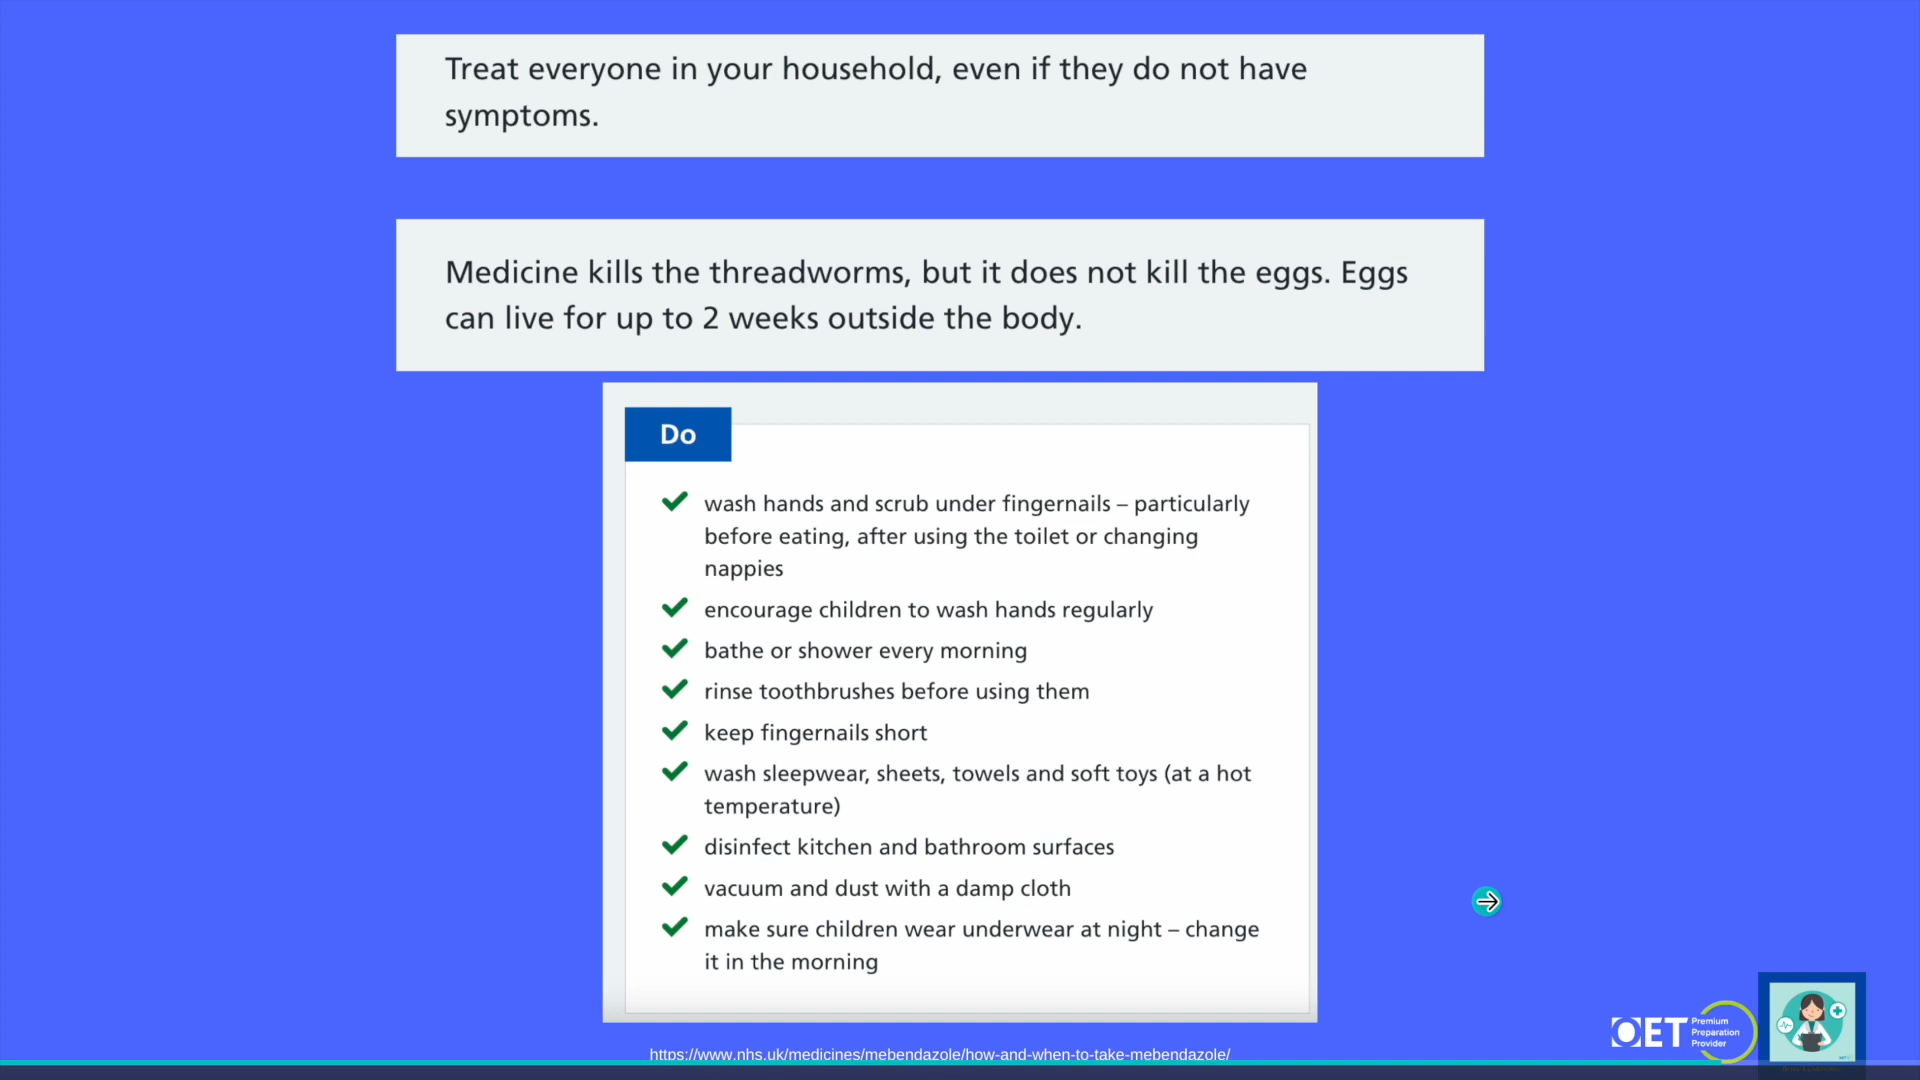 Treat everyone in your household, even if they do not have
symptoms.
Medicine kills the threadworms, but it does not kill the eggs. Eggs
can live for up to 2 weeks outside the body.
Do
wash hands and scrub under fingernails – particularly
before eating, after using the toilet or changing
nappies
encourage children to wash hands regularly
bathe or shower every morning
rinse toothbrushes before using them
keep fingernails short
wash sleepwear, sheets, towels and soft toys (at a hot
temperature)
disinfect kitchen and bathroom surfaces
vacuum and dust with a damp cloth
make sure children wear underwear at night – change
it in the morning
OET
Premium
Preparation
Provider
https://www.nhs.uk/medicines/mebendazole/how-and-when-to-take-mebendazole/